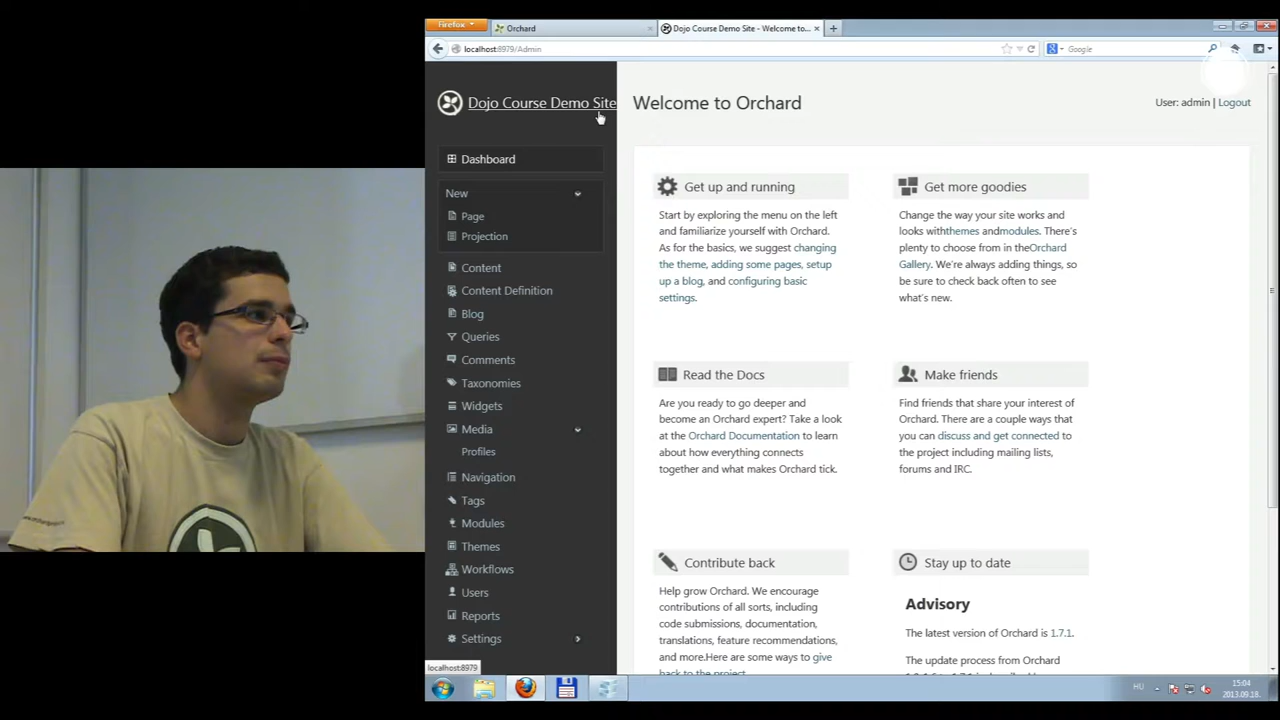 Firefox
Orchard
Dojo Course Demo Site - Welcome to...
localhost:8979/Admin
Google
Dojo Course Demo Site
Welcome to Orchard
User: admin | Logout
Dashboard
New
Page
Projection
Content
Content Definition
Blog
Queries
Comments
Taxonomies
Widgets
Media
Profiles
Navigation
Tags
Modules
Themes
Workflows
Users
Reports
Settings
Get up and running
Start by exploring the menu on the left
and familiarize yourself with Orchard.
As for the basics, we suggest changing
the theme, adding some pages, setup
up a blog, and configuring basic
settings.
Get more goodies
Change the way your site works and
looks withthemes andmodules. There's
plenty to choose from in theOrchard
Gallery. We're always adding things, so
be sure to check back often to see
what's new.
Read the Docs
Are you ready to go deeper and
become an Orchard expert? Take a look
at the Orchard Documentation to learn
about how everything connects
together and what makes Orchard tick.
Make friends
Find friends that share your interest of
Orchard. There are a couple ways that
you can discuss and get connected to
the project including mailing lists,
forums and IRC.
Contribute back
Help grow Orchard. We encourage
contributions of all sorts, including
code submissions, documentation,
translations, feature recommendations,
and more.Here are some ways to give
back to the project.
Stay up to date
Advisory
The latest version of Orchard is 1.7.1.
The update process from Orchard
localhost:8979
HU
15:04
2013.09.18.